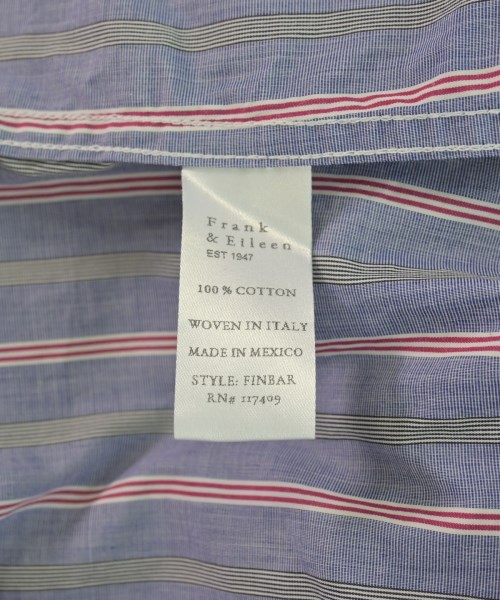 Frank
& Eileen
EST 1947
100 % COTTON
WOVEN IN ITALY
MADE IN MEXICO
STYLE: FINBAR
RN# 117409